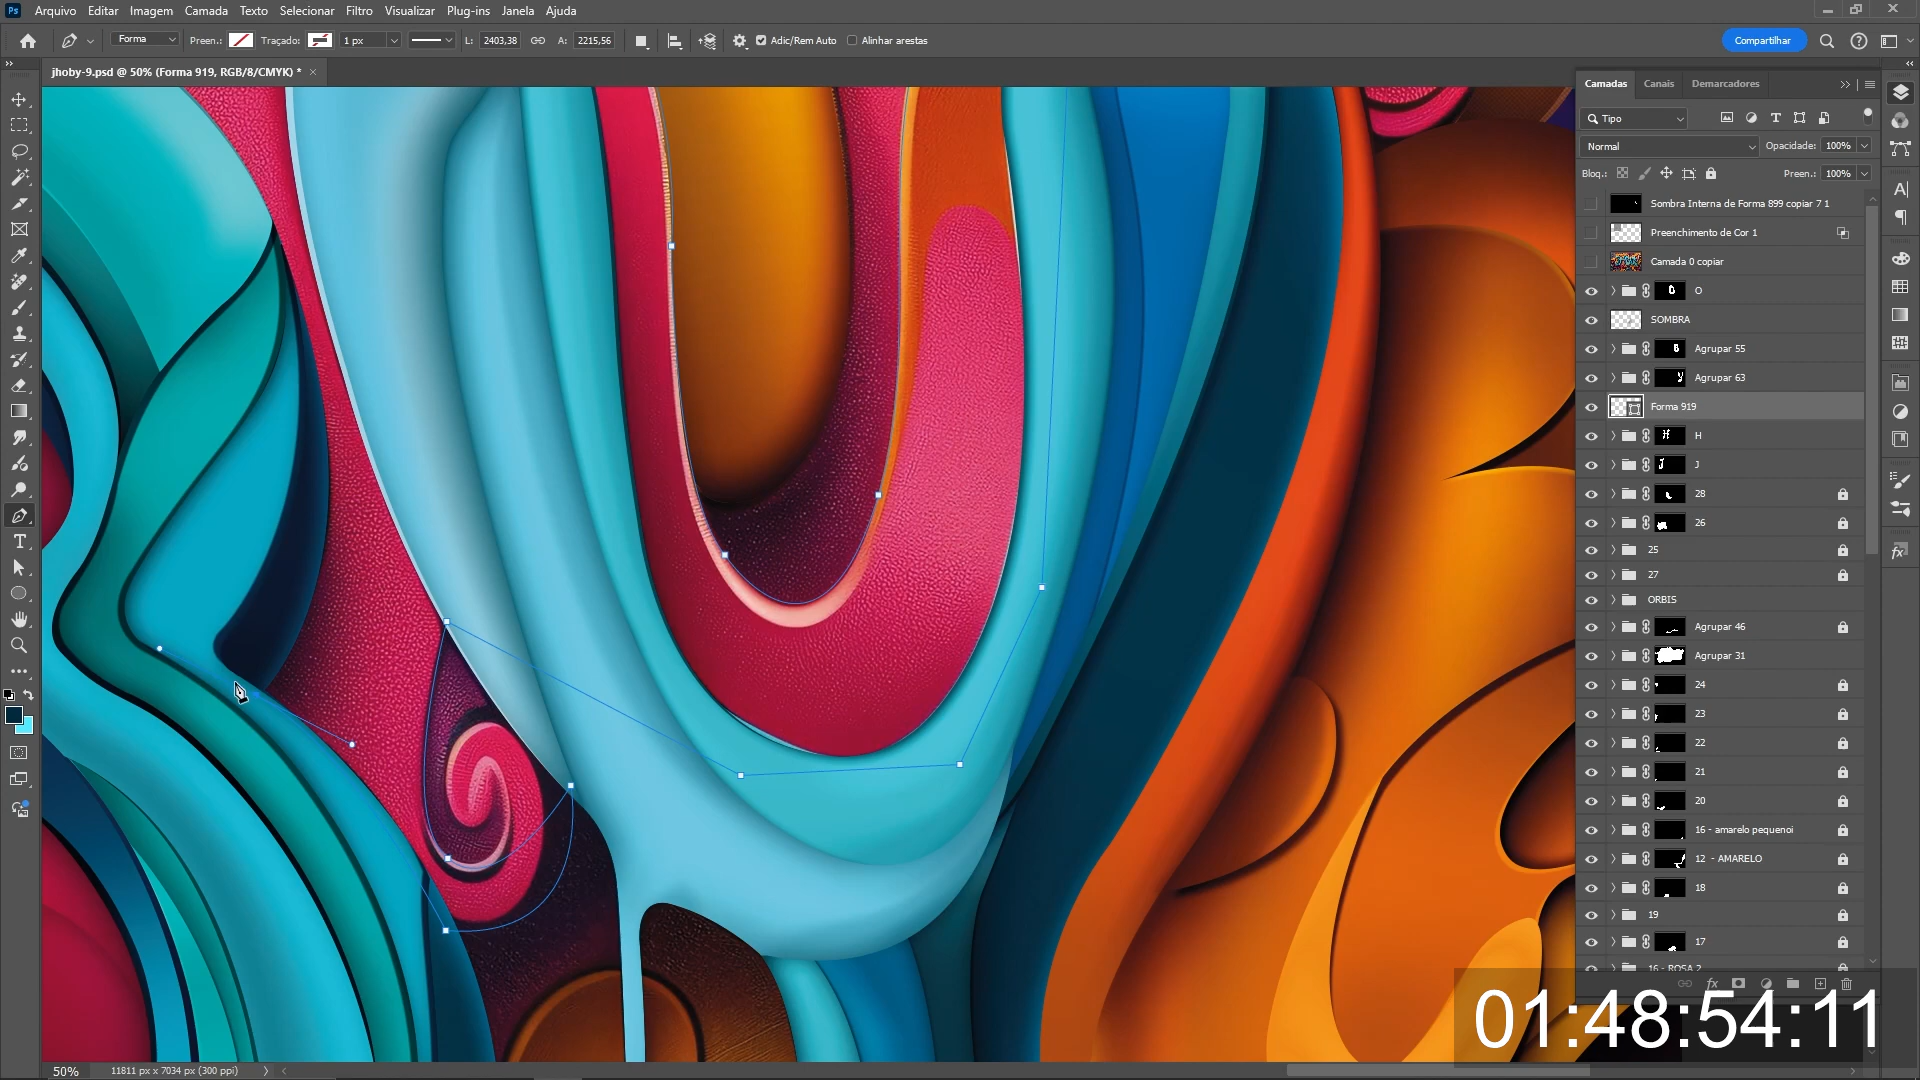 Ps Arquivo Editar Imagem Camada Texto Selecionar Filtro Visualizar Plug-ins Janela Ajuda
Forma Preen.: Traçado: 1 px L: 2403,38 A: 2215,56 Adic/Rem Auto Alinhar arestas Compartilhar
jhoby-9.psd @ 50% (Forma 919, RGB/8/CMYK) *
Camadas Canais Demarcadores
Tipo
Normal Opacidade: 100%
Bloq.: Preen.: 100%
Sombra Interna de Forma 899 copiar 7 1
Preenchimento de Cor 1
Camada 0 copiar
O
SOMBRA
Agrupar 55
Agrupar 63
Forma 919
H
J
28
26
25
27
ORBIS
Agrupar 46
Agrupar 31
24
23
22
21
20
16 - amarelo pequenoi
12 - AMARELO
18
19
17
16 - ROSA 2
01:48:54:11
50% 11811 px x 7034 px (300 ppi)